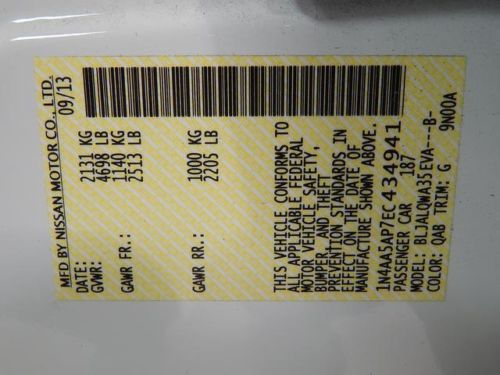 MFD BY NISSAN MOTOR CO., LTD.
DATE: 09/13
GVWR: 2131 KG
4698 LB
GAWR FR.: 1140 KG
2513 LB
GAWR RR.: 1000 KG
2205 LB
THIS VEHICLE CONFORMS TO
ALL APPLICABLE FEDERAL
MOTOR VEHICLE SAFETY,
BUMPER, AND THEFT
PREVENTION STANDARDS IN
EFFECT ON THE DATE OF
MANUFACTURE SHOWN ABOVE.
1N4AA5AP7EC434941
PASSENGER CAR 187
MODEL: BLJALQWA35EVA---B-
COLOR: QAB TRIM: G 9N00A